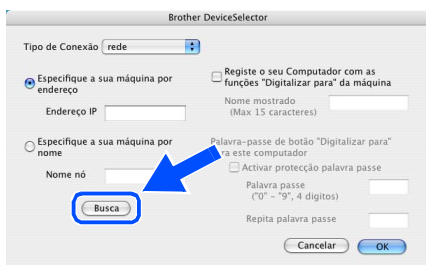 Brother DeviceSelector
Tipo de Conexão rede
Especifique a sua máquina por
endereço
Endereço IP
Especifique a sua máquina por
nome
Nome nó
Busca
Registe o seu Computador com as
funções "Digitalizar para" da máquina
Nome mostrado
(Max 15 caracteres)
Palavra-passe de botão "Digitalizar para"
para este computador
Activar protecção palavra passe
Palavra passe
("0" - "9", 4 digitos)
Repita palavra passe
Cancelar OK